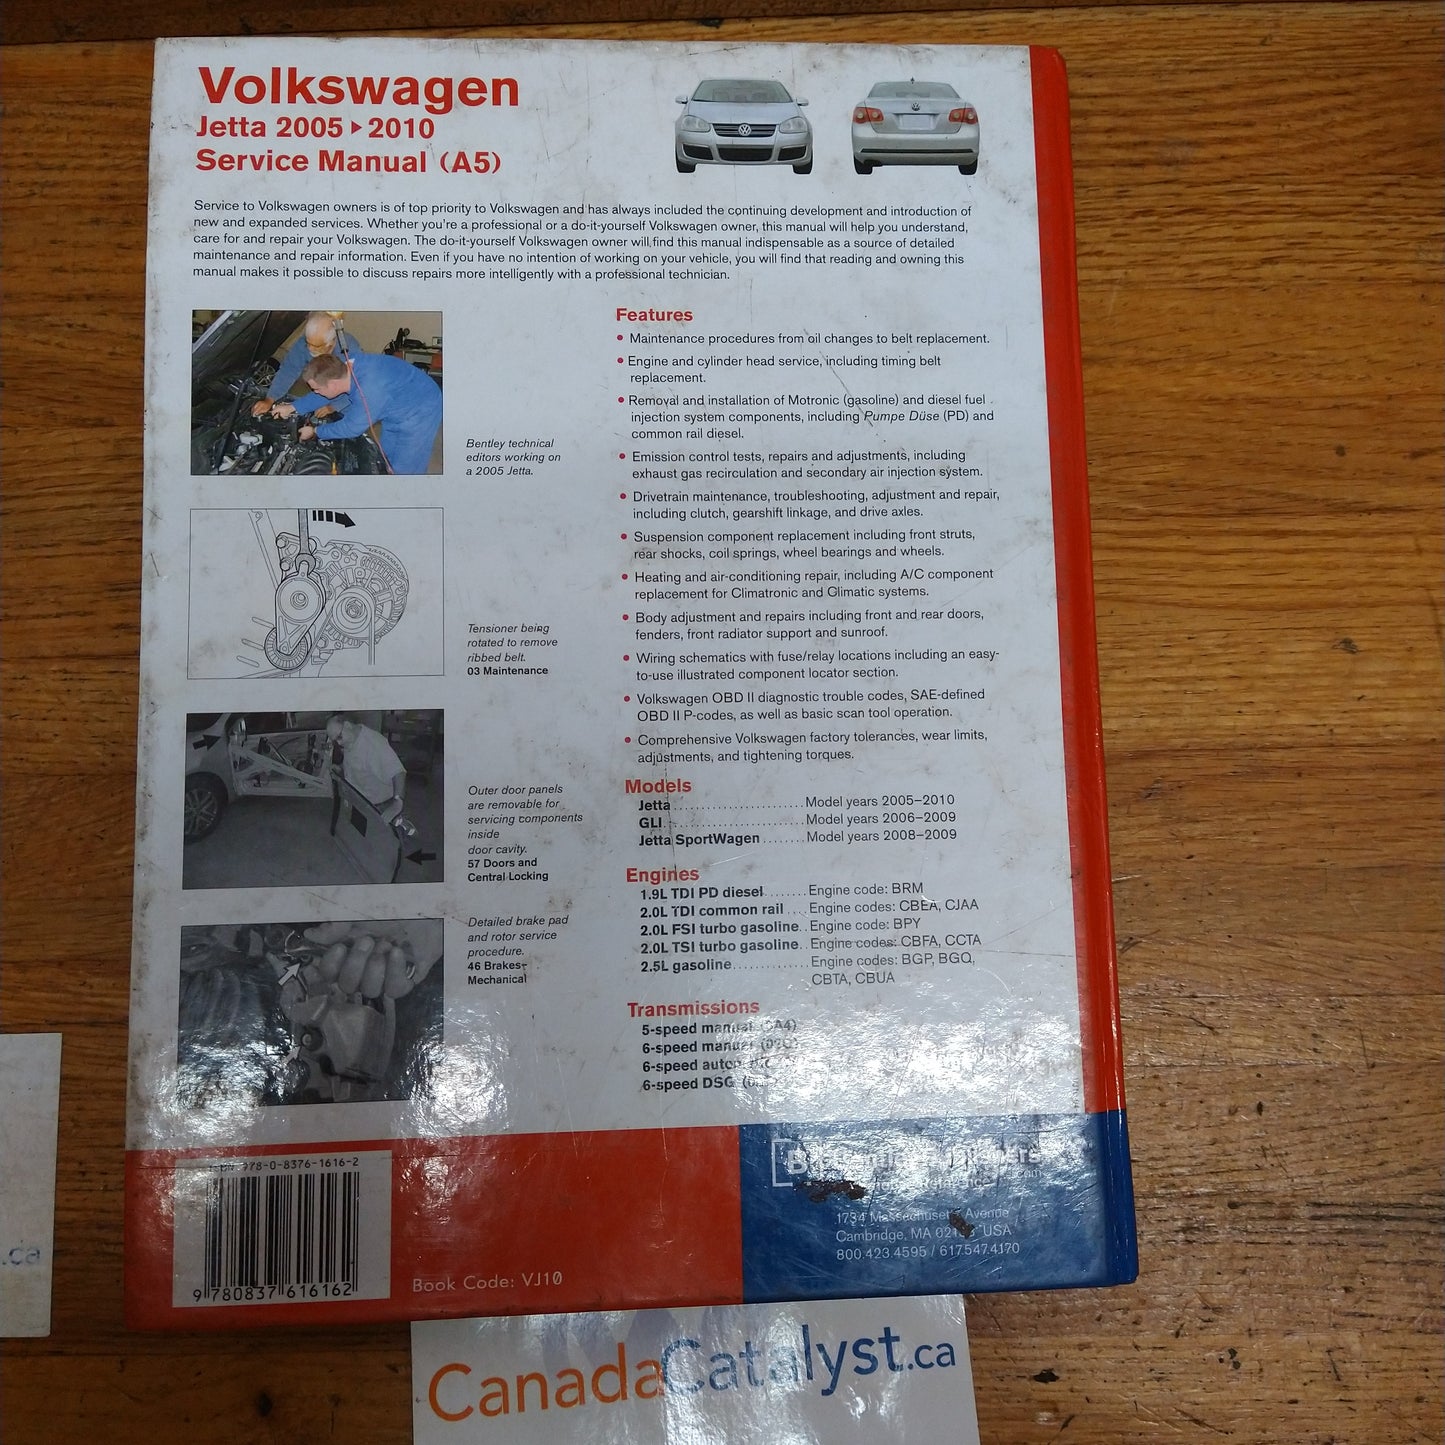 Volkswagen
Jetta 2005 ▸ 2010
Service Manual (A5)
Service to Volkswagen owners is of top priority to Volkswagen and has always included the continuing development and introduction of
new and expanded services. Whether you're a professional or a do-it-yourself Volkswagen owner, this manual will help you understand,
care for and repair your Volkswagen. The do-it-yourself Volkswagen owner will find this manual indispensable as a source of detailed
maintenance and repair information. Even if you have no intention of working on your vehicle, you will find that reading and owning this
manual makes it possible to discuss repairs more intelligently with a professional technician.
Bentley technical
editors working on
a 2005 Jetta.
Tensioner being
rotated to remove
ribbed belt.
03 Maintenance
Outer door panels
are removable for
servicing components
inside
door cavity.
57 Doors and
Central Locking
Detailed brake pad
and rotor service
procedure.
46 Brakes–
Mechanical
Features
• Maintenance procedures from oil changes to belt replacement.
• Engine and cylinder head service, including timing belt
replacement.
• Removal and installation of Motronic (gasoline) and diesel fuel
injection system components, including Pumpe Düse (PD) and
common rail diesel.
• Emission control tests, repairs and adjustments, including
exhaust gas recirculation and secondary air injection system.
• Drivetrain maintenance, troubleshooting, adjustment and repair,
including clutch, gearshift linkage, and drive axles.
• Suspension component replacement including front struts,
rear shocks, coil springs, wheel bearings and wheels.
• Heating and air-conditioning repair, including A/C component
replacement for Climatronic and Climatic systems.
• Body adjustment and repairs including front and rear doors,
fenders, front radiator support and sunroof.
• Wiring schematics with fuse/relay locations including an easy-
to-use illustrated component locator section.
• Volkswagen OBD II diagnostic trouble codes, SAE-defined
OBD II P-codes, as well as basic scan tool operation.
• Comprehensive Volkswagen factory tolerances, wear limits,
adjustments, and tightening torques.
Models
Jetta ...................... Model years 2005–2010
GLI ....................... Model years 2006–2009
Jetta SportWagen ....... Model years 2008–2009
Engines
1.9L TDI PD diesel ....... Engine code: BRM
2.0L TDI common rail .... Engine codes: CBEA, CJAA
2.0L FSI turbo gasoline .. Engine code: BPY
2.0L TSI turbo gasoline .. Engine codes: CBFA, CCTA
2.5L gasoline ............ Engine codes: BGP, BGQ,
CBTA, CBUA
Transmissions
5-speed manual
6-speed manual
6-speed
6-speed DSG
ISBN 978-0-8376-1616-2
9 780837 616162
Book Code: VJ10
1734 Massachusetts Avenue
Cambridge, MA USA
800.423.4595 / 617.547.4170
CanadaCatalyst.ca
.ca